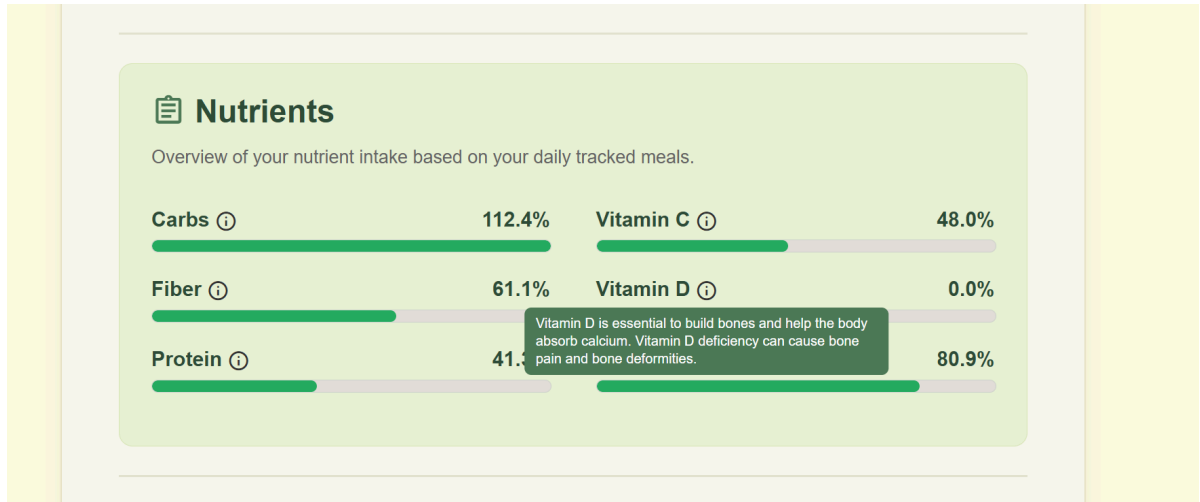 Nutrients
Overview of your nutrient intake based on your daily tracked meals.
Carbs 112.4%
Vitamin C 48.0%
Fiber 61.1%
Vitamin D 0.0%
Vitamin D is essential to build bones and help the body
absorb calcium. Vitamin D deficiency can cause bone
pain and bone deformities.
Protein 41.
80.9%